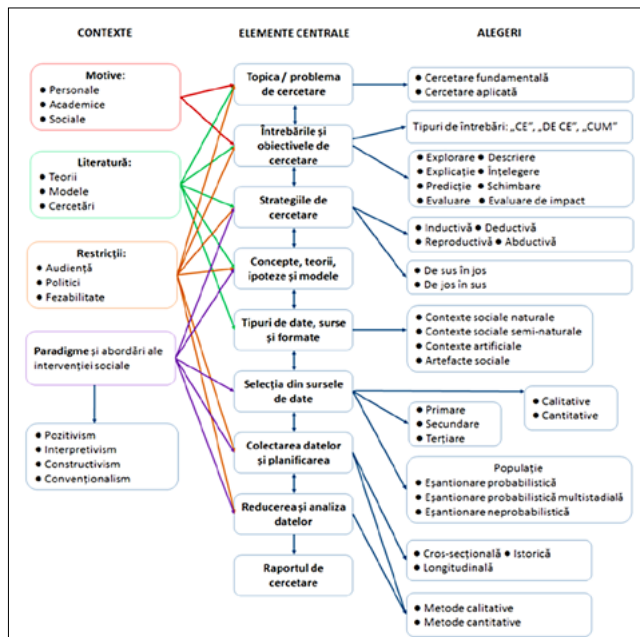 CONTEXTE
ELEMENTE CENTRALE
ALEGERI
Motive:
● Personale
● Academice
● Sociale
Literatură:
● Teorii
● Modele
● Cercetări
Restricții:
● Audiență
● Politici
● Fezabilitate
Paradigme și abordări ale
intervenției sociale
● Pozitivism
● Interpretivism
● Constructivism
● Convenționalism
Topica / problema
de cercetare
Întrebările și
obiectivele de
cercetare
Strategiile de
cercetare
Concepte, teorii,
ipoteze și modele
Tipuri de date, surse
și formate
Selecția din sursele
de date
Colectarea datelor
și planificarea
Reducerea și analiza
datelor
Raportul de
cercetare
● Cercetare fundamentală
● Cercetare aplicată
Tipuri de întrebări: „CE”, „DE CE”, „CUM”
● Explorare ● Descriere
● Explicație ● Înțelegere
● Predicție ● Schimbare
● Evaluare ● Evaluare de impact
● Inductivă ● Deductivă
● Reproductivă ● Abductivă
● De sus în jos
● De jos în sus
● Contexte sociale naturale
● Contexte sociale semi-naturale
● Contexte artificiale
● Artefacte sociale
● Primare
● Secundare
● Terțiare
● Calitative
● Cantitative
Populație
● Eșantionare probabilistică
● Eșantionare probabilistică multistadială
● Eșantionare neprobabilistică
● Cros-secțională ● Istorică
● Longitudinală
● Metode calitative
● Metode cantitative